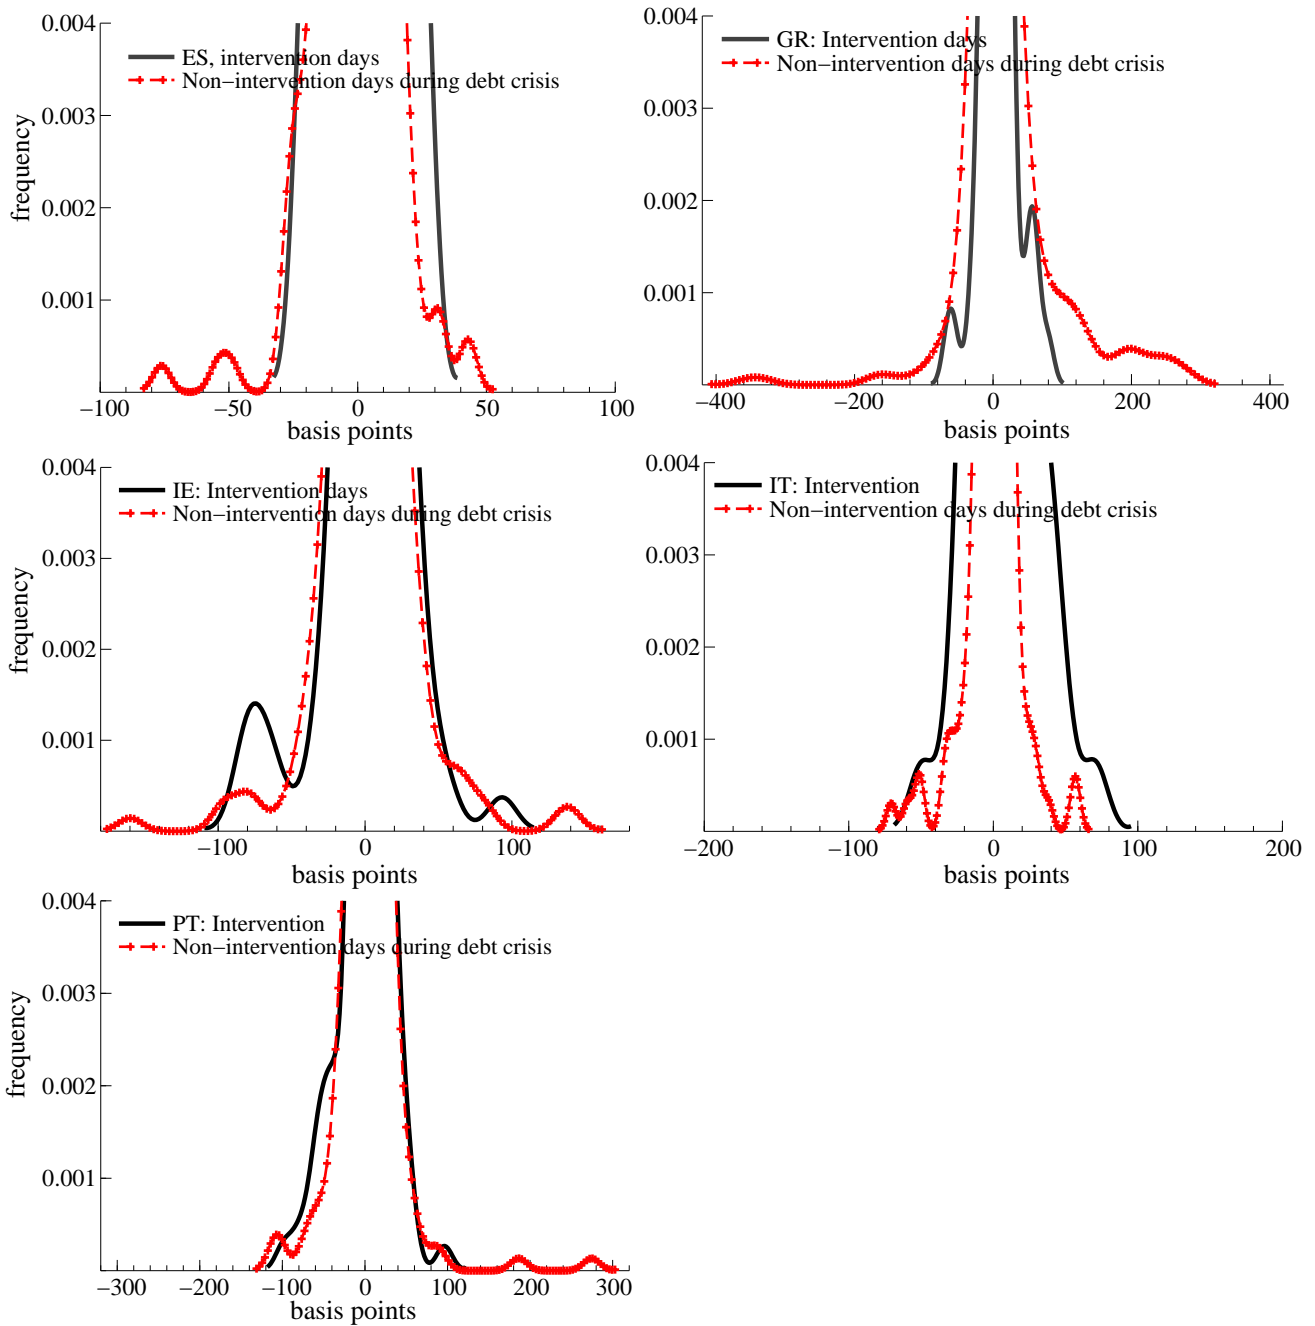 0.004
ES, intervention days
Non−intervention days during debt crisis
0.003
0.002
0.001
frequency
−100
−50
0
50
100
basis points
0.004
GR: Intervention days
Non−intervention days during debt crisis
0.003
0.002
0.001
−400
−200
0
200
400
basis points
0.004
IE: Intervention days
Non−intervention days during debt crisis
0.003
0.002
0.001
frequency
−100
0
100
basis points
0.004
IT: Intervention
Non−intervention days during debt crisis
0.003
0.002
0.001
−200
−100
0
100
200
basis points
0.004
PT: Intervention
Non−intervention days during debt crisis
0.003
0.002
0.001
frequency
−300
−200
−100
0
100
200
300
basis points